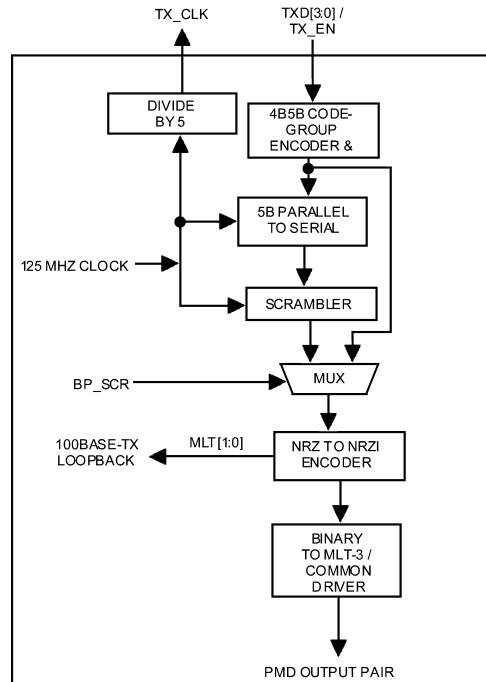 TX_CLK
TXD[3:0] /
TX_EN
DIVIDE
BY 5
4B5B CODE-
GROUP
ENCODER &
5B PARALLEL
TO SERIAL
125 MHZ CLOCK
SCRAMBLER
MUX
BP_SCR
100BASE-TX
LOOPBACK
MLT[1:0]
NRZ TO NRZI
ENCODER
BINARY
TO MLT-3 /
COMMON
DRIVER
PMD OUTPUT PAIR